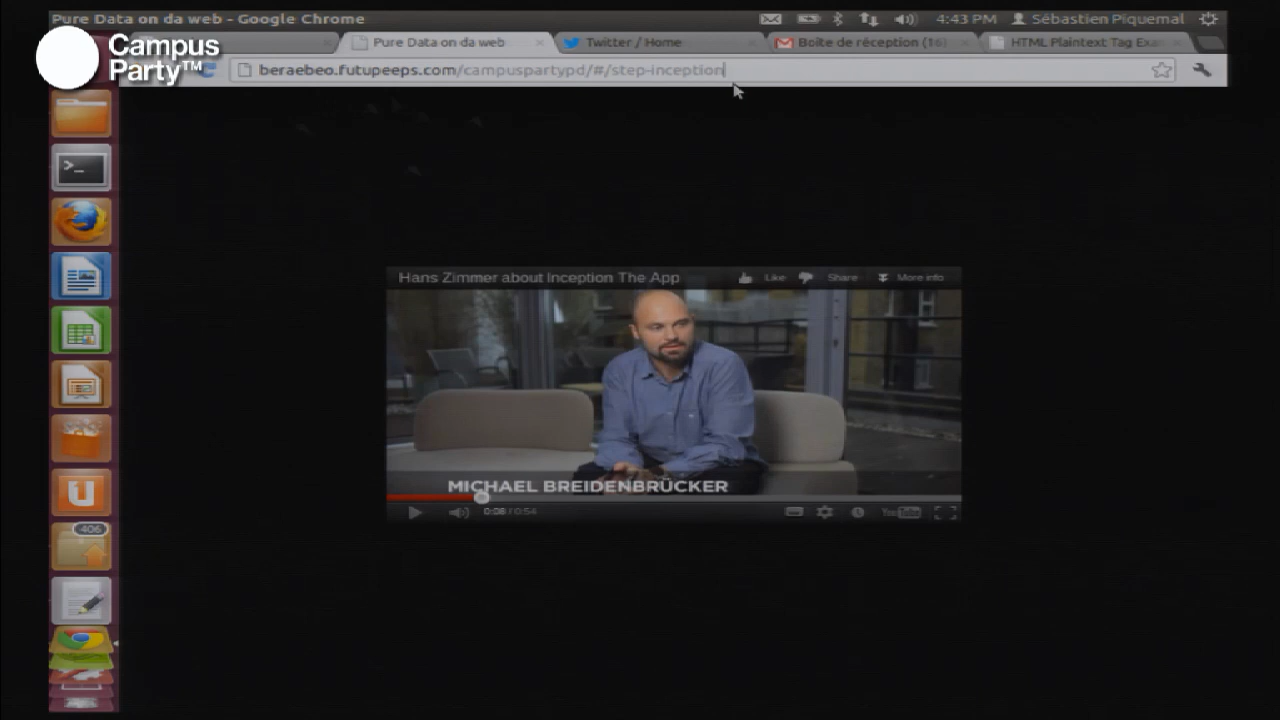 Pure Data on da web - Google Chrome
4:43 PM Sébastien Piquemal
Campus
Party™
Pure Data on da web
Twitter / Home
Boîte de réception (16)
HTML Plaintext Tag Exa
beraebeo.futupeeps.com/campuspartypd/#/step-inception
Hans Zimmer about Inception The App
Like
Share
More info
MICHAEL BREIDENBRÜCKER
0:08 / 0:54
YouTube
406